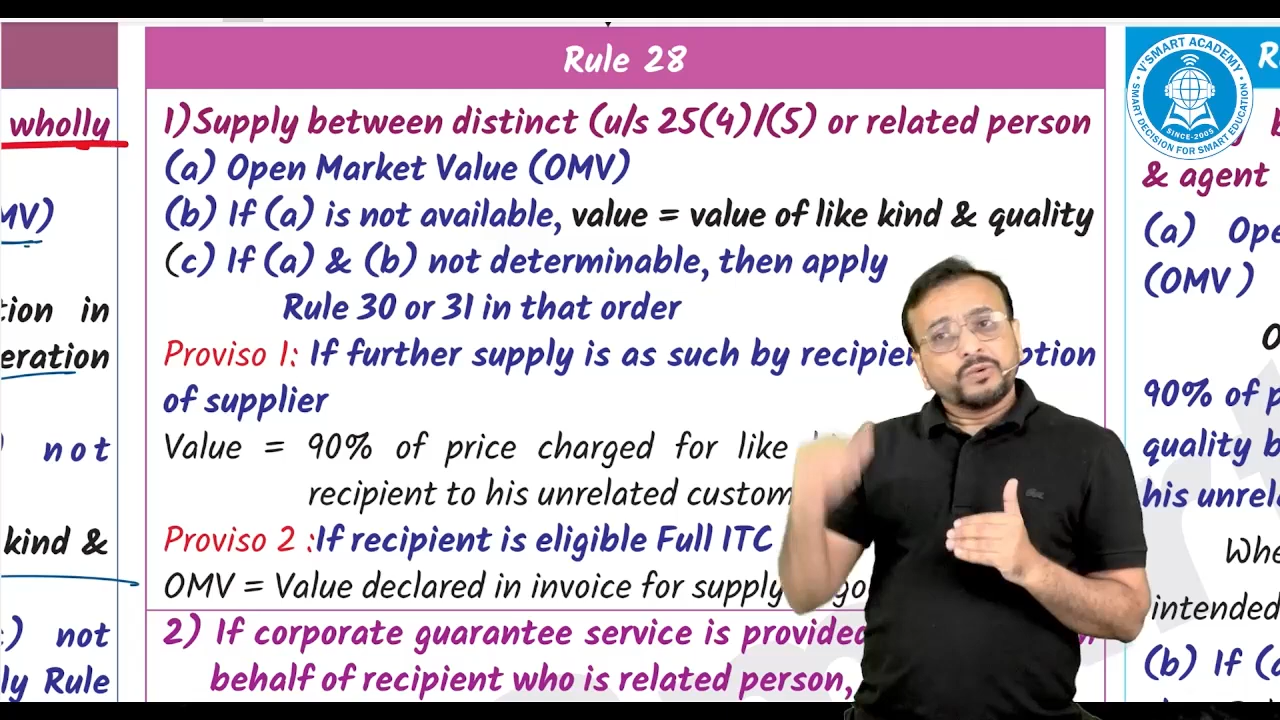 wholly
MV)
tion in
eration
) not
kind &
) not
ly Rule
Rule 28
1)Supply between distinct (u/s 25(4)/(5) or related person
(a) Open Market Value (OMV)
(b) If (a) is not available, value = value of like kind & quality
(c) If (a) & (b) not determinable, then apply
Rule 30 or 31 in that order
Proviso 1: If further supply is as such by recipien ption
of supplier
Value = 90% of price charged for like
recipient to his unrelated custom
Proviso 2 :If recipient is eligible Full ITC
OMV = Value declared in invoice for supply go
2) If corporate guarantee service is provided
behalf of recipient who is related person,
V'SMART ACADEMY
SINCE-2005
SMART DECISION FOR SMART EDUCATION
R
& agent
(a) Ope
(OMV )
O
90% of p
quality b
his unrel
Whe
intended
(b) If (a